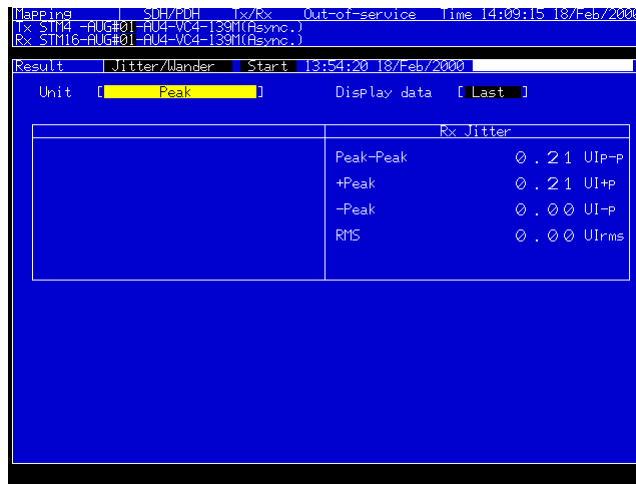 Mapping | SDH/PDH Tx/Rx Out-of-service Time 14:09:15 18/Feb/200
Tx STM4 -AUG#01-AU4-VC4-139M(Async.)
Rx STM16-AUG#01-AU4-VC4-139M(Async.)
Result Jitter/Wander Start 13:54:20 18/Feb/2000
Unit [ Peak ] Display data [ Last ]
Rx Jitter
Peak-Peak 0.21 UIp-p
+Peak 0.21 UI+p
-Peak 0.00 UI-p
RMS 0.00 UIrms